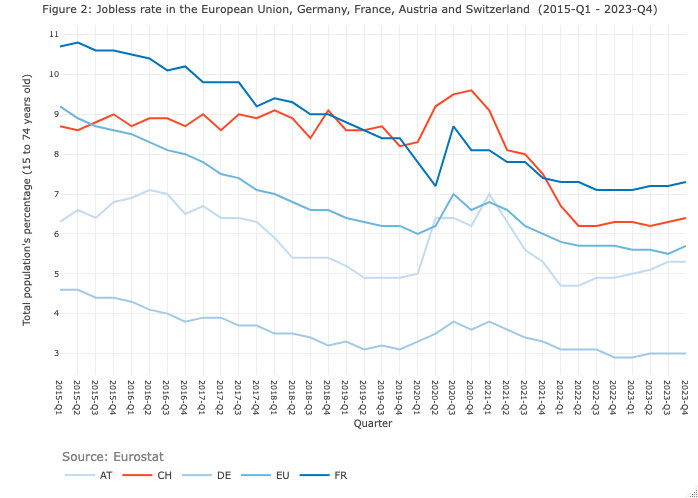 Figure 2: Jobless rate in the European Union, Germany, France, Austria and Switzerland (2015-Q1 - 2023-Q4)
Total population's percentage (15 to 74 years old)
11
10
9
8
7
6
5
4
3
2015-Q1
2015-Q2
2015-Q3
2015-Q4
2016-Q1
2016-Q2
2016-Q3
2016-Q4
2017-Q1
2017-Q2
2017-Q3
2017-Q4
2018-Q1
2018-Q2
2018-Q3
2018-Q4
2019-Q1
2019-Q2
2019-Q3
2019-Q4
2020-Q1
2020-Q2
2020-Q3
2020-Q4
2021-Q1
2021-Q2
2021-Q3
2021-Q4
2022-Q1
2022-Q2
2022-Q3
2022-Q4
2023-Q1
2023-Q2
2023-Q3
2023-Q4
Quarter
Source: Eurostat
AT CH DE EU FR